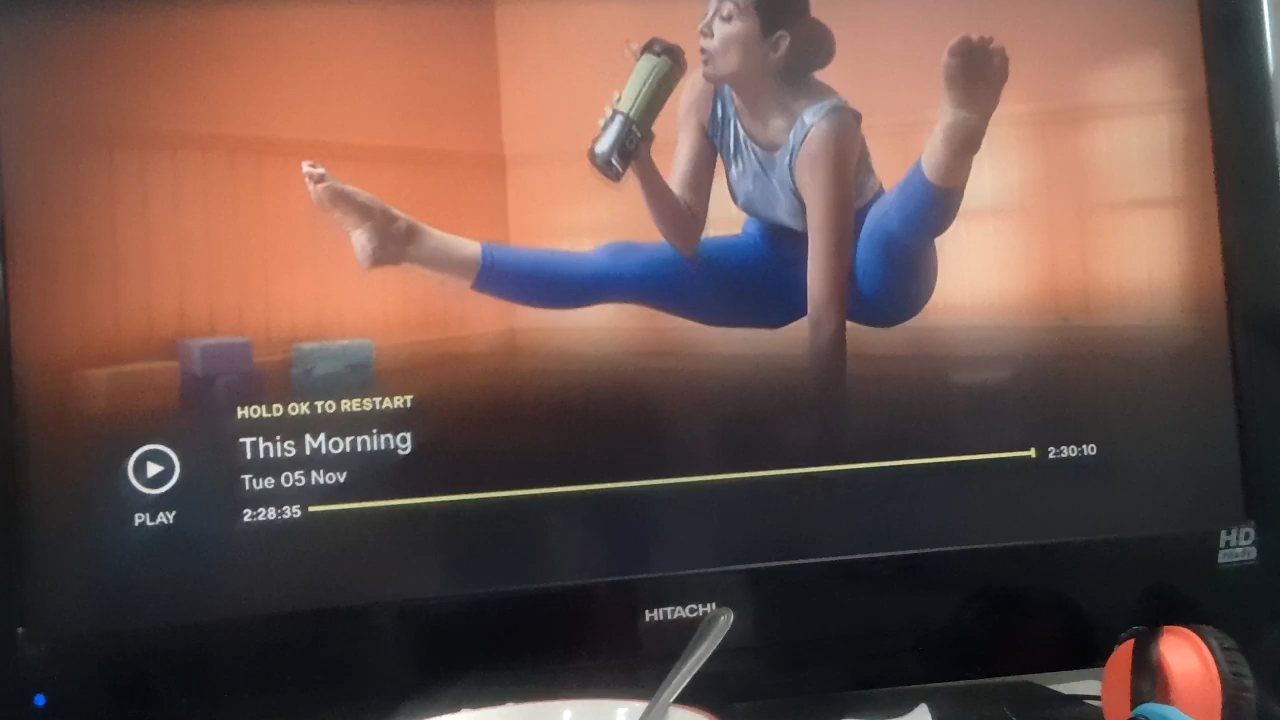 HOLD OK TO RESTART
This Morning
Tue 05 Nov
PLAY
2:28:35
2:30:10
HD
HITACHI